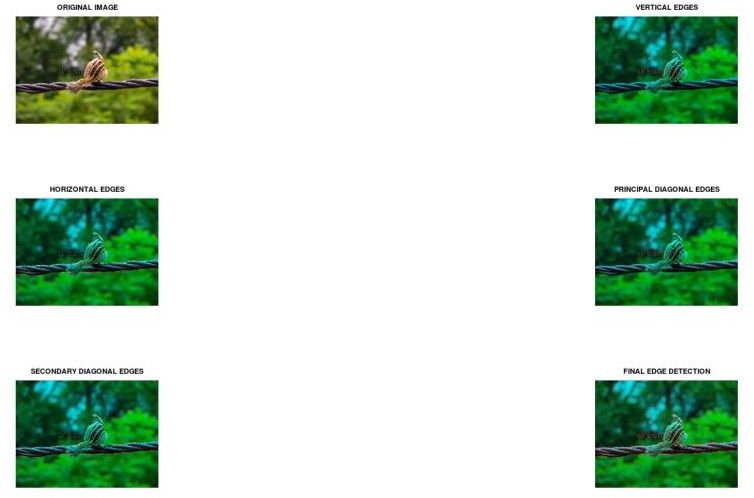 ORIGINAL IMAGE
VERTICAL EDGES
HORIZONTAL EDGES
PRINCIPAL DIAGONAL EDGES
SECONDARY DIAGONAL EDGES
FINAL EDGE DETECTION